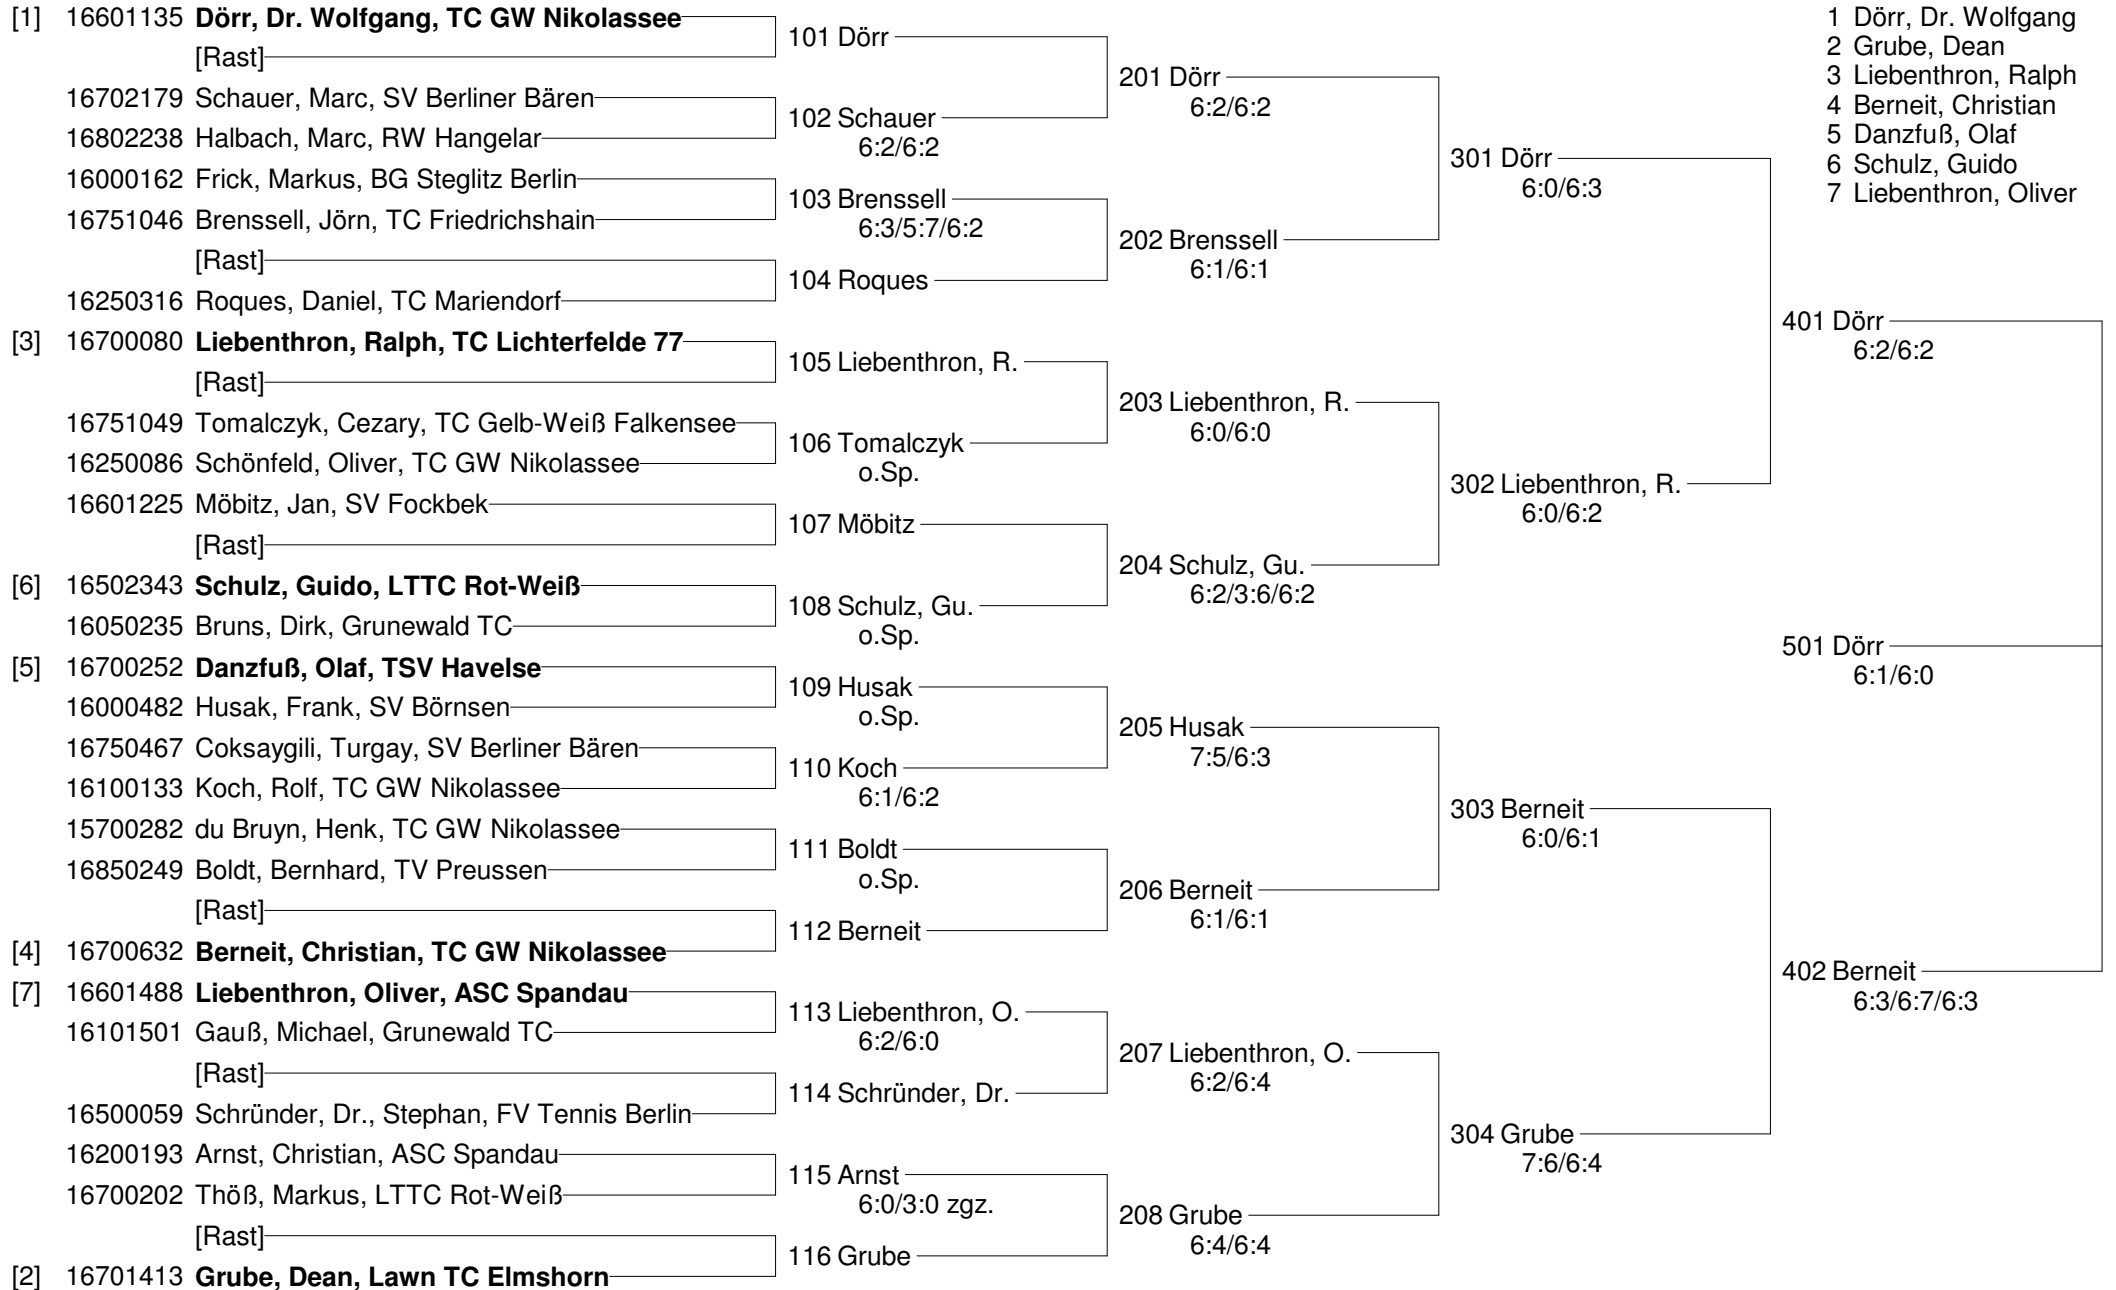 [1] 16601135 Dörr, Dr. Wolfgang, TC GW Nikolassee
[Rast]
16702179 Schauer, Marc, SV Berliner Bären
16802238 Halbach, Marc, RW Hangelar
16000162 Frick, Markus, BG Steglitz Berlin
16751046 Brenssell, Jörn, TC Friedrichshain
[Rast]
16250316 Roques, Daniel, TC Mariendorf
[3] 16700080 Liebenthron, Ralph, TC Lichterfelde 77
[Rast]
16751049 Tomalczyk, Cezary, TC Gelb-Weiß Falkensee
16250086 Schönfeld, Oliver, TC GW Nikolassee
16601225 Möbitz, Jan, SV Fockbek
[Rast]
[6] 16502343 Schulz, Guido, LTTC Rot-Weiß
16050235 Bruns, Dirk, Grunewald TC
[5] 16700252 Danzfuß, Olaf, TSV Havelse
16000482 Husak, Frank, SV Börnsen
16750467 Coksaygili, Turgay, SV Berliner Bären
16100133 Koch, Rolf, TC GW Nikolassee
15700282 du Bruyn, Henk, TC GW Nikolassee
16850249 Boldt, Bernhard, TV Preussen
[Rast]
[4] 16700632 Berneit, Christian, TC GW Nikolassee
[7] 16601488 Liebenthron, Oliver, ASC Spandau
16101501 Gauß, Michael, Grunewald TC
[Rast]
16500059 Schründer, Dr., Stephan, FV Tennis Berlin
16200193 Arnst, Christian, ASC Spandau
16700202 Thöß, Markus, LTTC Rot-Weiß
[Rast]
[2] 16701413 Grube, Dean, Lawn TC Elmshorn
101 Dörr
102 Schauer
6:2/6:2
103 Brenssell
6:3/5:7/6:2
104 Roques
105 Liebenthron, R.
106 Tomalczyk
o.Sp.
107 Möbitz
108 Schulz, Gu.
o.Sp.
109 Husak
o.Sp.
110 Koch
6:1/6:2
111 Boldt
o.Sp.
112 Berneit
113 Liebenthron, O.
6:2/6:0
114 Schründer, Dr.
115 Arnst
6:0/3:0 zgz.
116 Grube
201 Dörr
6:2/6:2
202 Brenssell
6:1/6:1
203 Liebenthron, R.
6:0/6:0
204 Schulz, Gu.
6:2/3:6/6:2
205 Husak
7:5/6:3
206 Berneit
6:1/6:1
207 Liebenthron, O.
6:2/6:4
208 Grube
6:4/6:4
301 Dörr
6:0/6:3
302 Liebenthron, R.
6:0/6:2
303 Berneit
6:0/6:1
304 Grube
7:6/6:4
401 Dörr
6:2/6:2
501 Dörr
6:1/6:0
402 Berneit
6:3/6:7/6:3
1 Dörr, Dr. Wolfgang
2 Grube, Dean
3 Liebenthron, Ralph
4 Berneit, Christian
5 Danzfuß, Olaf
6 Schulz, Guido
7 Liebenthron, Oliver